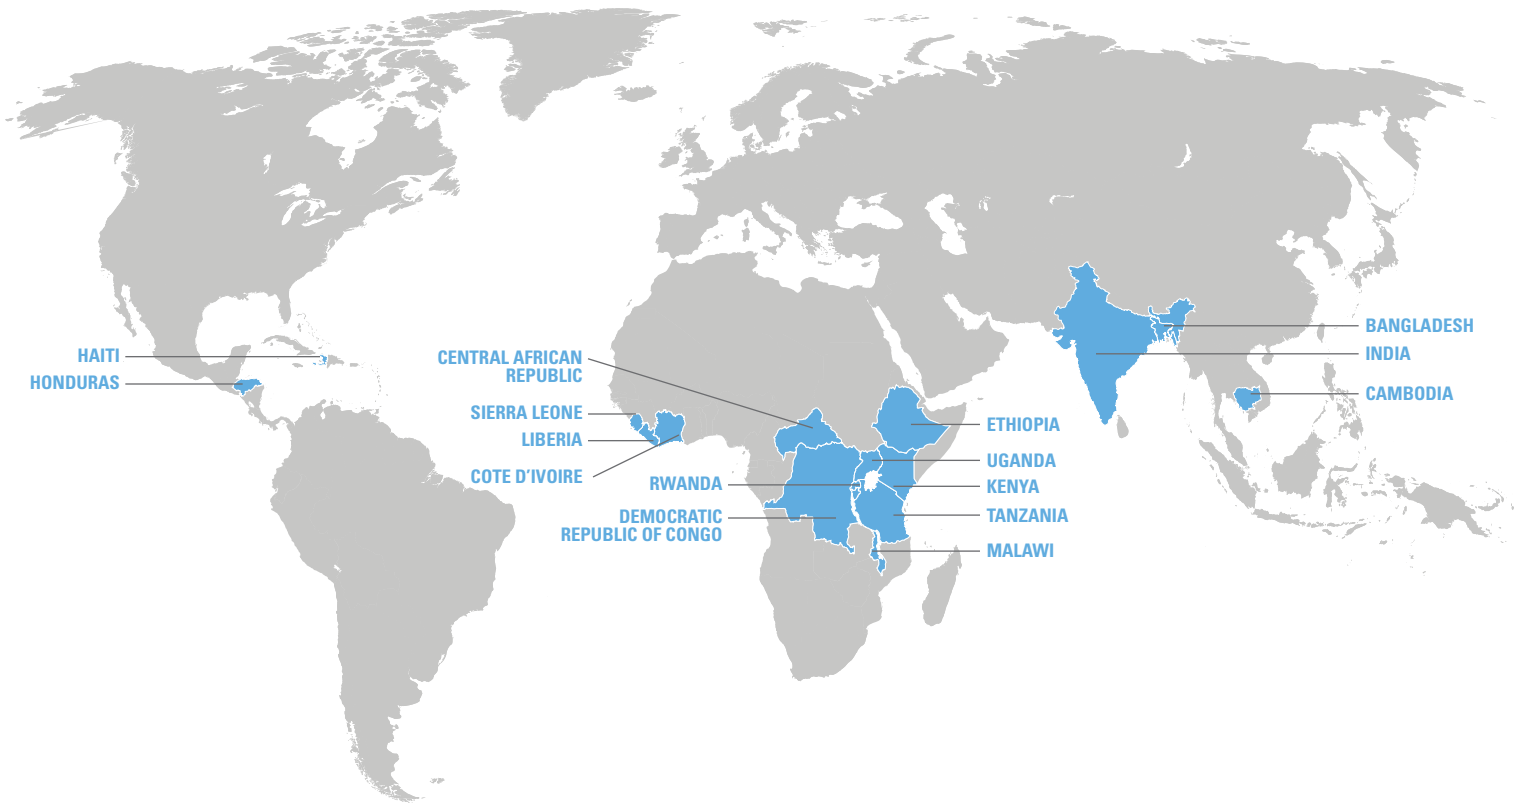 HAITI
HONDURAS
CENTRAL AFRICAN
REPUBLIC
SIERRA LEONE
LIBERIA
COTE D'IVOIRE
RWANDA
DEMOCRATIC
REPUBLIC OF CONGO
ETHIOPIA
UGANDA
KENYA
TANZANIA
MALAWI
BANGLADESH
INDIA
CAMBODIA